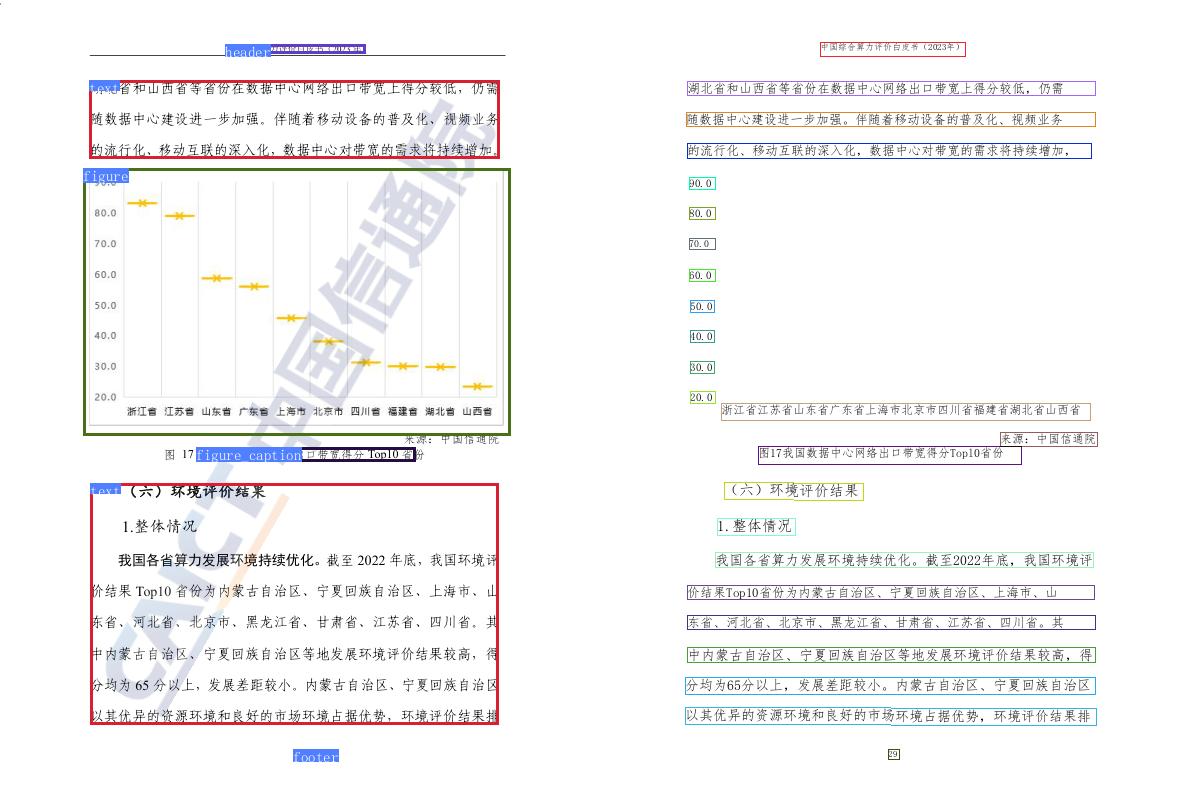 header
text
湖北省和山西省等省份在数据中心网络出口带宽上得分较低，仍需
随数据中心建设进一步加强。伴随着移动设备的普及化、视频业务
的流行化、移动互联的深入化，数据中心对带宽的需求将持续增加。
figure
90.0
80.0
70.0
60.0
50.0
40.0
30.0
20.0
浙江省 江苏省 山东省 广东省 上海市 北京市 四川省 福建省 湖北省 山西省
CAICT 中国信通院
来源：中国信通院
图 17 figure caption 口带宽得分 Top10 省份
text
（六）环境评价结果
1.整体情况
我国各省算力发展环境持续优化。截至 2022 年底，我国环境评
价结果 Top10 省份为内蒙古自治区、宁夏回族自治区、上海市、山
东省、河北省、北京市、黑龙江省、甘肃省、江苏省、四川省。其
中内蒙古自治区、宁夏回族自治区等地发展环境评价结果较高，得
分均为 65 分以上，发展差距较小。内蒙古自治区、宁夏回族自治区
以其优异的资源环境和良好的市场环境占据优势，环境评价结果排
footer
中国综合算力评价白皮书（2023年）
湖北省和山西省等省份在数据中心网络出口带宽上得分较低，仍需
随数据中心建设进一步加强。伴随着移动设备的普及化、视频业务
的流行化、移动互联的深入化，数据中心对带宽的需求将持续增加，
90.0
80.0
70.0
60.0
50.0
40.0
30.0
20.0
浙江省江苏省山东省广东省上海市北京市四川省福建省湖北省山西省
来源：中国信通院
图17我国数据中心网络出口带宽得分Top10省份
（六）环境评价结果
1.整体情况
我国各省算力发展环境持续优化。截至2022年底，我国环境评
价结果Top10省份为内蒙古自治区、宁夏回族自治区、上海市、山
东省、河北省、北京市、黑龙江省、甘肃省、江苏省、四川省。其
中内蒙古自治区、宁夏回族自治区等地发展环境评价结果较高，得
分均为65分以上，发展差距较小。内蒙古自治区、宁夏回族自治区
以其优异的资源环境和良好的市场环境占据优势，环境评价结果排
29